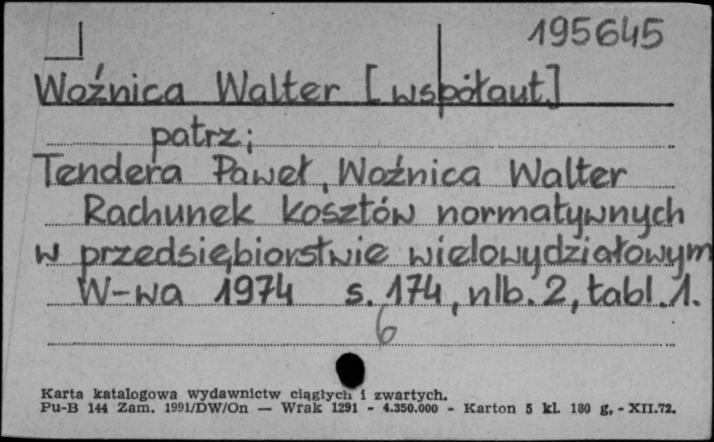 195645
Woźnica Walter [współaut.]
patrz;
Tendera Paweł, Woźnica Walter
Rachunek kosztów normatywnych
w przedsiębiorstwie wielowydziałowym
W-wa 1974 s. 174, nlb. 2, tabl. 1.
6
Karta katalogowa wydawnictw ciągłych i zwartych.
Pu-B 144 Zam. 1991/DW/On — Wrak 1291 - 4.350.000 - Karton 5 kl. 180 g, - XII.72.